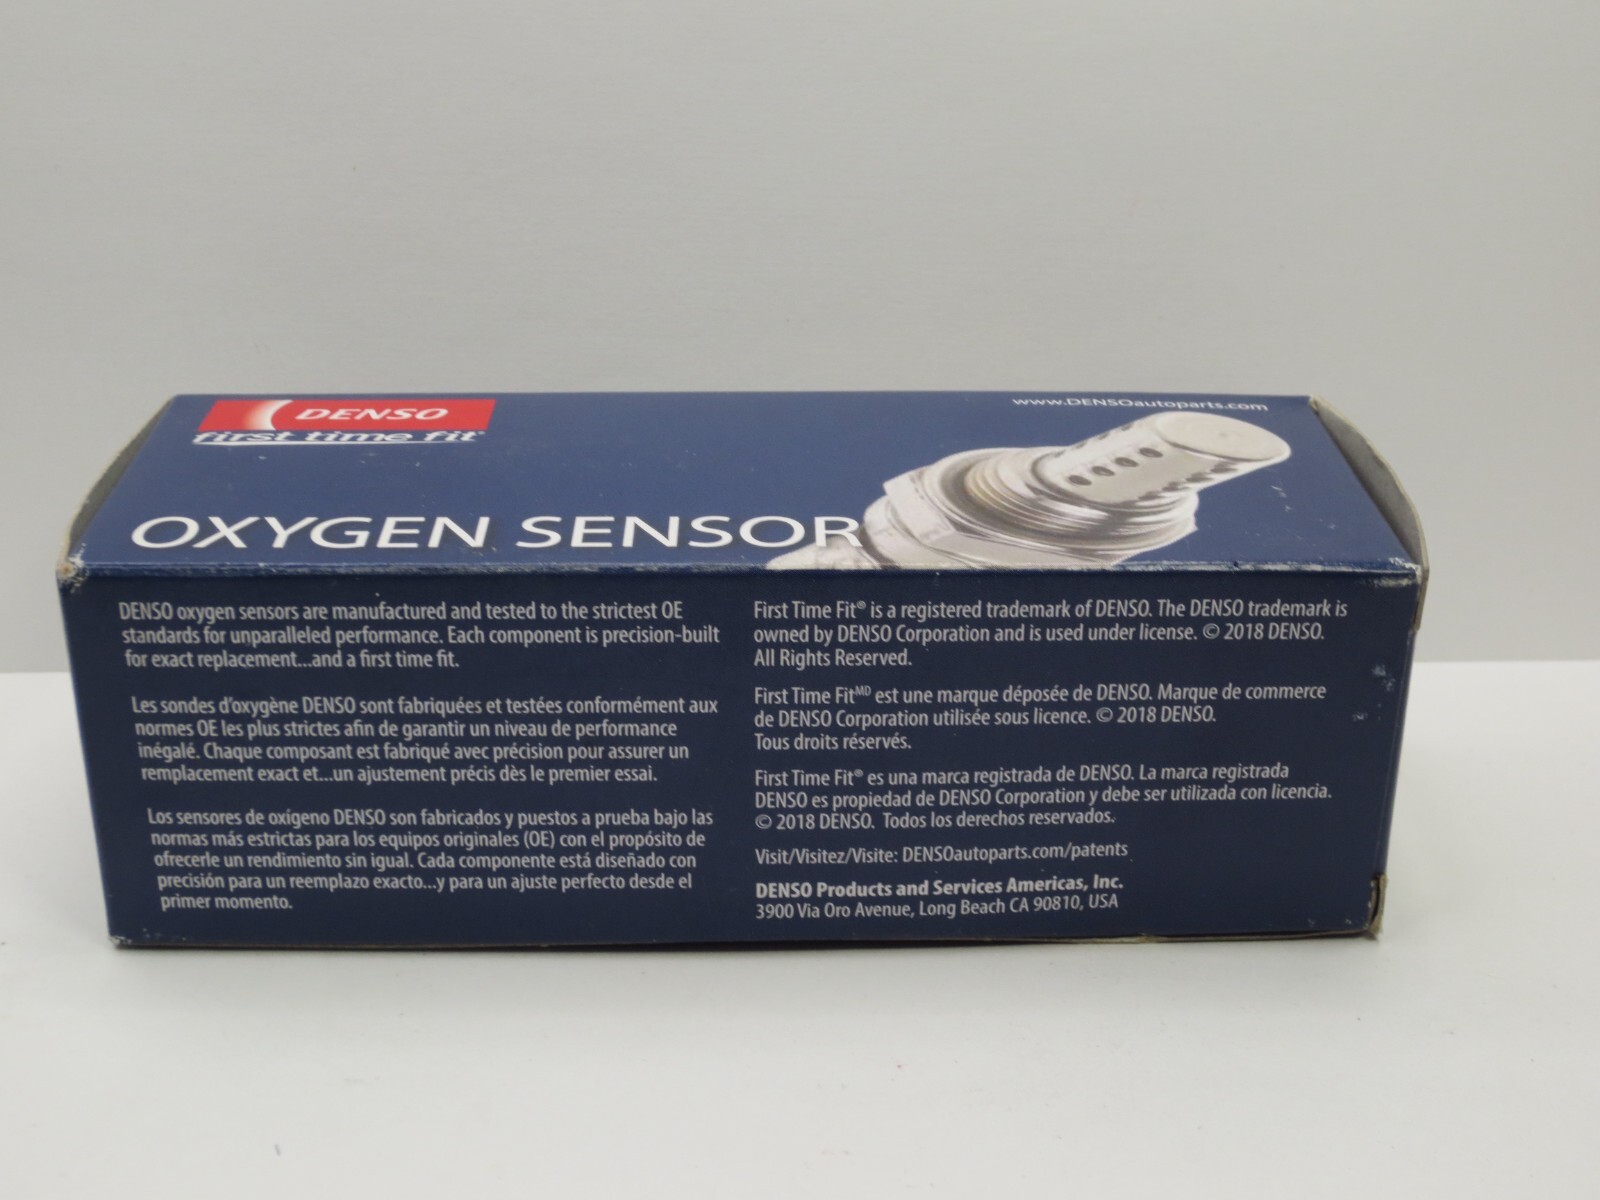 DENSO
first time fit®
www.DENSOautoparts.com
OXYGEN SENSOR
DENSO oxygen sensors are manufactured and tested to the strictest OE
standards for unparalleled performance. Each component is precision-built
for exact replacement...and a first time fit.
Les sondes d'oxygène DENSO sont fabriquées et testées conformément aux
normes OE les plus strictes afin de garantir un niveau de performance
inégalé. Chaque composant est fabriqué avec précision pour assurer un
remplacement exact et...un ajustement précis dès le premier essai.
Los sensores de oxígeno DENSO son fabricados y puestos a prueba bajo las
normas más estrictas para los equipos originales (OE) con el propósito de
ofrecerle un rendimiento sin igual. Cada componente está diseñado con
precisión para un reemplazo exacto...y para un ajuste perfecto desde el
primer momento.
First Time Fit® is a registered trademark of DENSO. The DENSO trademark is
owned by DENSO Corporation and is used under license. © 2018 DENSO.
All Rights Reserved.
First Time Fitᴹᴰ est une marque déposée de DENSO. Marque de commerce
de DENSO Corporation utilisée sous licence. © 2018 DENSO.
Tous droits réservés.
First Time Fit® es una marca registrada de DENSO. La marca registrada
DENSO es propiedad de DENSO Corporation y debe ser utilizada con licencia.
© 2018 DENSO. Todos los derechos reservados.
Visit/Visitez/Visite: DENSOautoparts.com/patents
DENSO Products and Services Americas, Inc.
3900 Via Oro Avenue, Long Beach CA 90810, USA